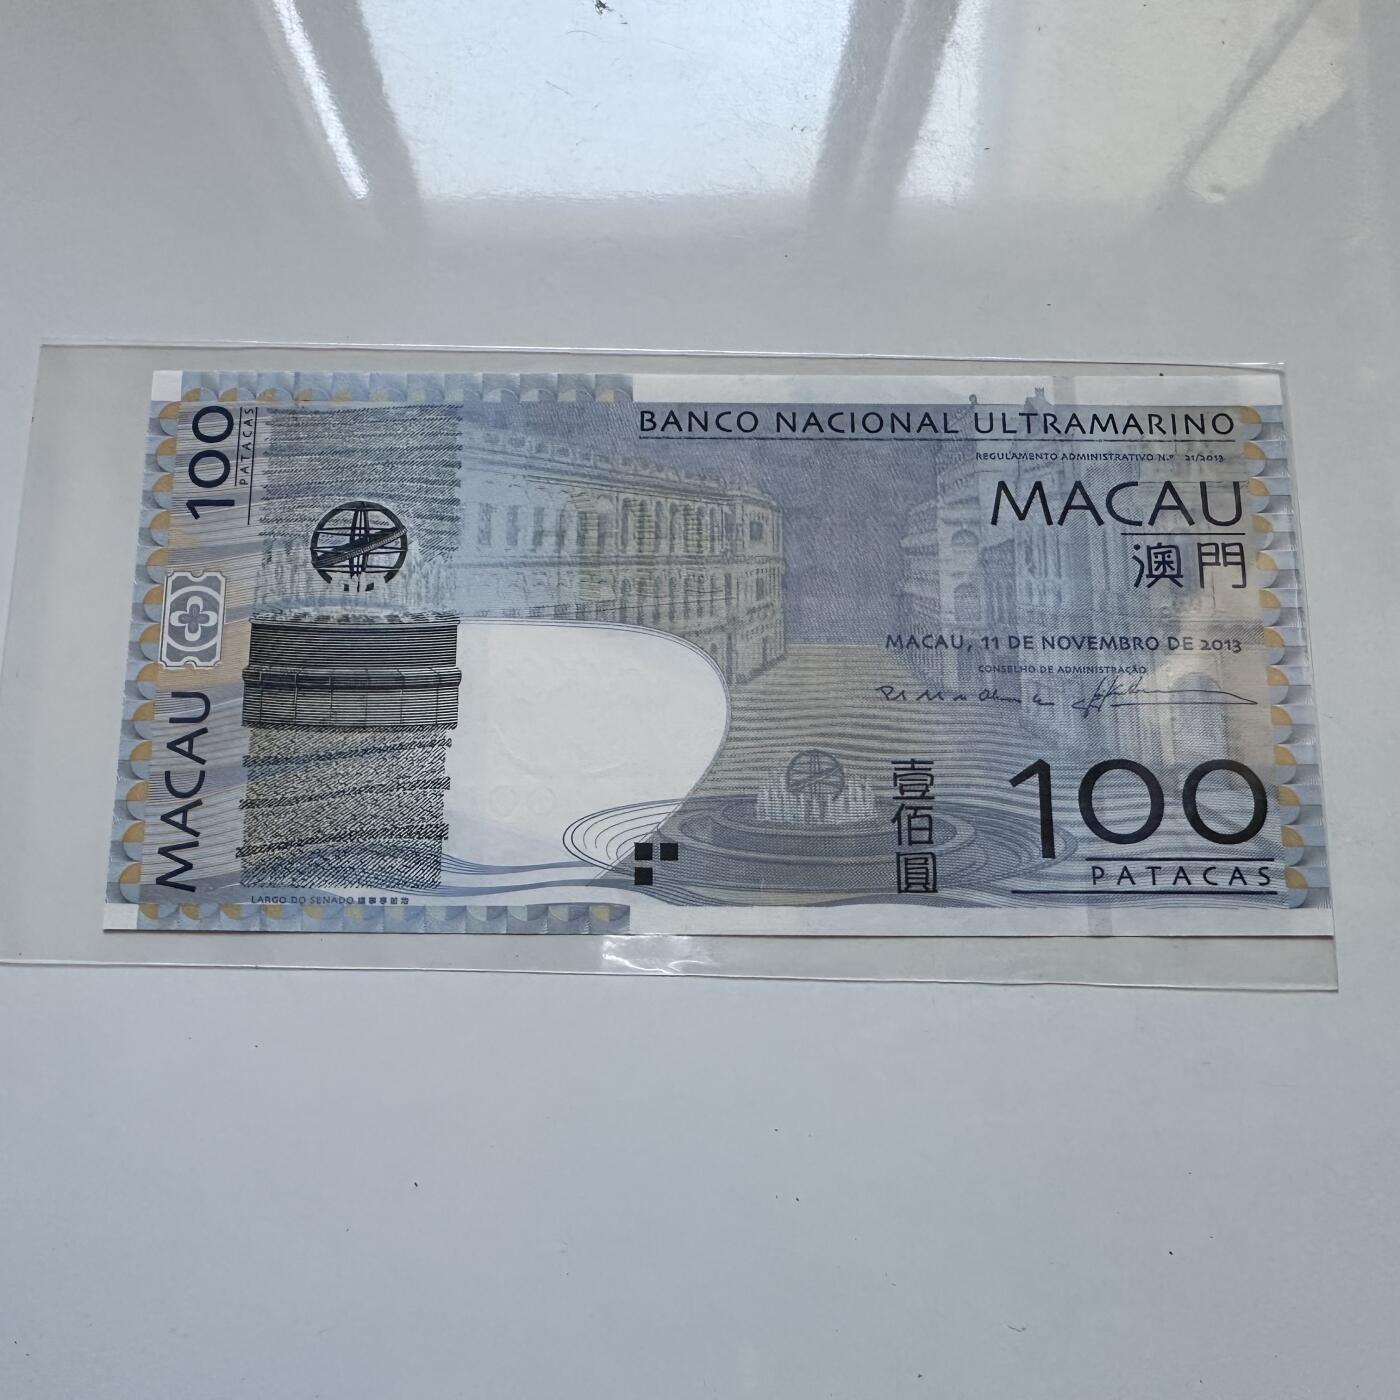 100
PATACAS
MACAU
BANCO NACIONAL ULTRAMARINO
REGULAMENTO ADMINISTRATIVO N.º 21/2013
MACAU
澳門
MACAU, 11 DE NOVEMBRO DE 2013
CONSELHO DE ADMINISTRAÇÃO
壹佰圓
100
PATACAS
LARGO DO SENADO